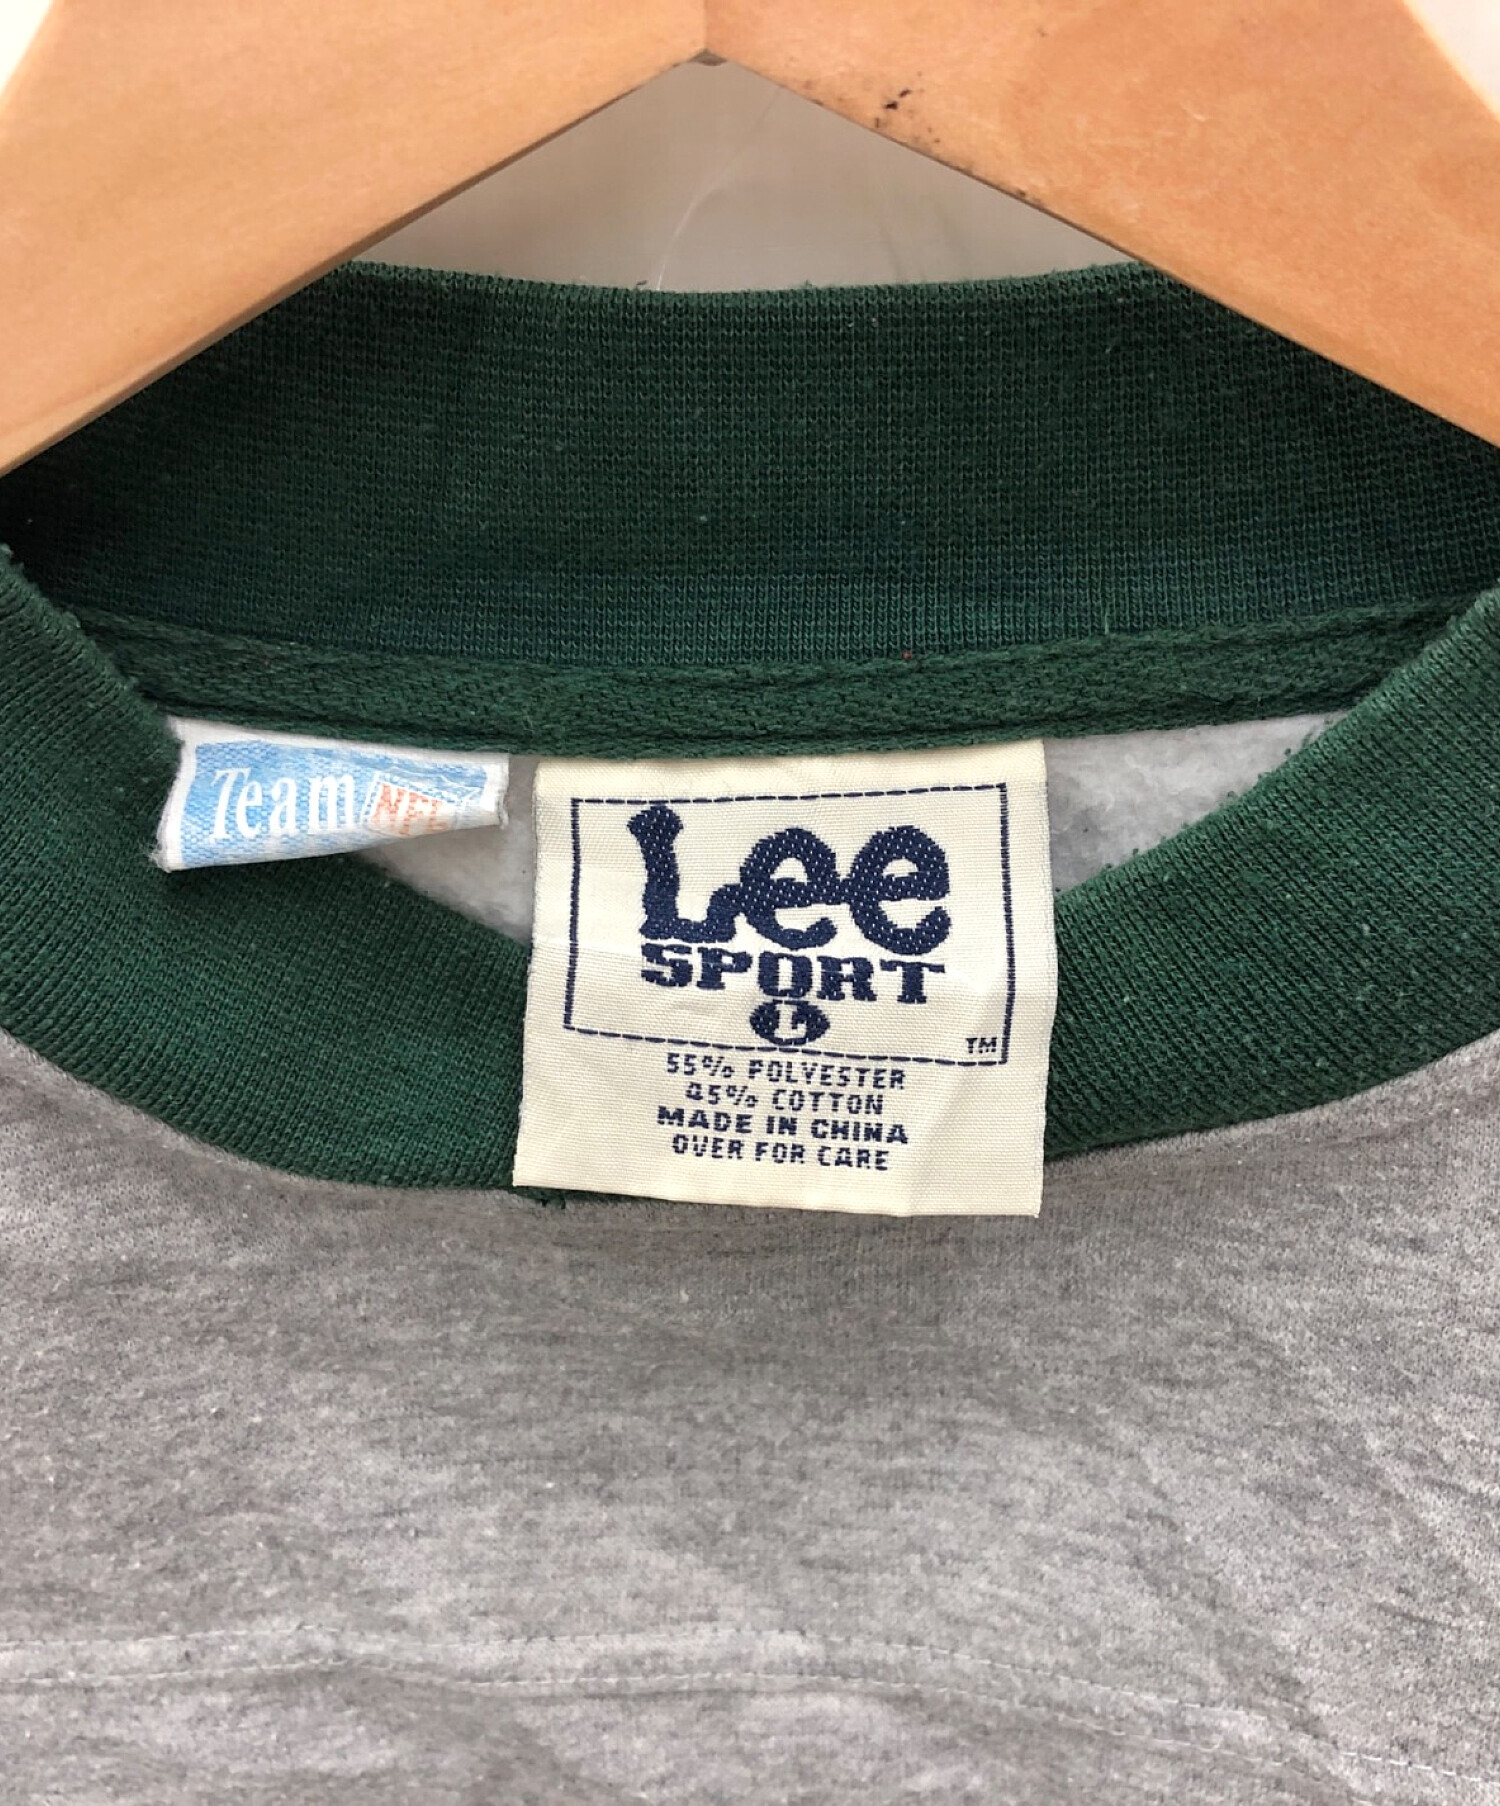 Team NFL
Lee
SPORT
L
TM
55% POLYESTER
45% COTTON
MADE IN CHINA
OVER FOR CARE